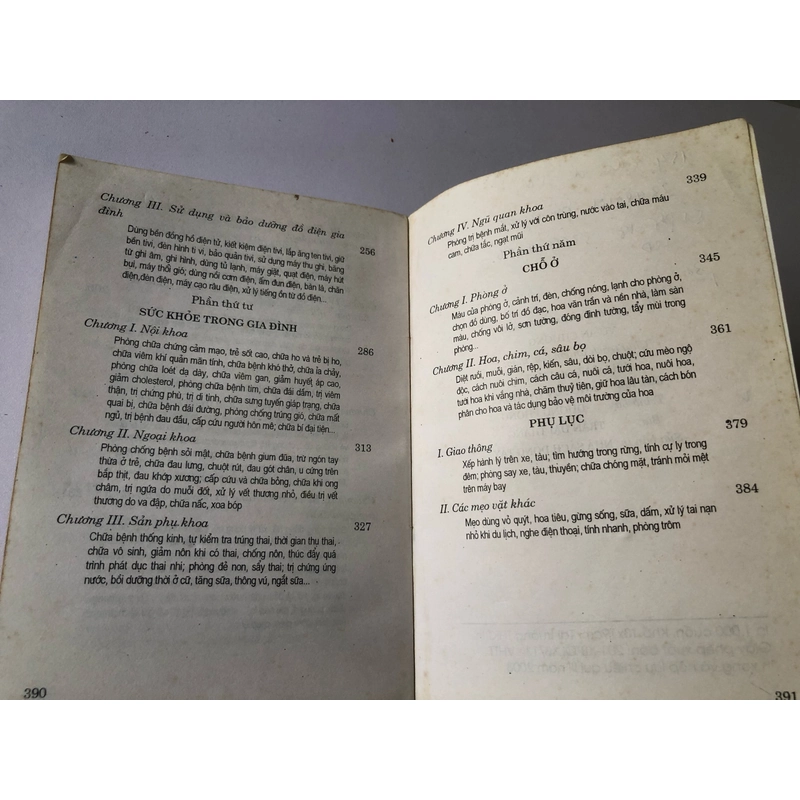 Chương III. Sử dụng và bảo dưỡng đồ điện gia
đình 256
Dùng bền đồng hồ điện tử, kiết kiệm điện tivi, lắp ăng ten tivi, giữ
bền tivi, đèn hình ti vi, bảo quản tivi, sử dụng máy thu ghi, băng
từ ghi âm, ghi hình, dùng tủ lạnh, máy giặt, quạt điện, máy hút
bụi, máy thổi gió; dùng nồi cơm điện, ấm đun điện, bàn là, chăn
điện,đèn điện, máy cạo râu điện, xử lý tiếng ồn từ đồ điện...
Phần thứ tư
SỨC KHỎE TRONG GIA ĐÌNH
Chương I. Nội khoa 286
Phòng chữa chứng cảm mạo, trẻ sốt cao, chữa ho và trẻ bị ho,
chữa viêm khí quản mãn tính, chữa bệnh khó thở, chữa ỉa chảy,
phòng chữa loét dạ dày, chữa viêm gan, giảm huyết áp cao,
giảm cholesterol, phòng chữa bệnh tim, chữa đái dầm, trị viêm
thận, trị chứng phù, trị di tinh, chữa sưng tuyến giáp trạng, chữa
quai bị, chữa bệnh đái đường, phòng chống trúng gió, chữa mất
ngủ, trị bệnh đau đầu, cấp cứu người hôn mê; chữa bí đại tiện...
Chương II. Ngoại khoa 313
Phòng chống bệnh sỏi mật, chữa bệnh gium đũa, trừ ngón tay
thừa ở trẻ, chữa đau lưng, chuột rút, đau gót chân, u cứng trên
bắp thịt, đau khớp xương; cấp cứu và chữa bỏng, chữa khi ong
châm, trị ngứa do muỗi đốt, xử lý vết thương nhỏ, điều trị vết
thương do va đập, chữa nấc, xoa bóp
Chương III. Sản phụ khoa 327
Chữa bệnh thống kinh, tự kiểm tra trúng thai, thời gian thụ thai,
chữa vô sinh, giảm nôn khi có thai, chống nôn, thúc đẩy quá
trình phát dục thai nhi; phòng đẻ non, sẩy thai; trị chứng úng
nước, bồi dưỡng thời ở cữ, tăng sữa, thông vú, ngắt sữa...
390
Chương IV. Ngũ quan khoa 339
Phòng trị bệnh mắt, xử lý với côn trùng, nước vào tai, chữa máu
cam, chữa tắc, ngạt mũi
Phần thứ năm
CHỖ Ở
Chương I. Phòng ở 345
Màu của phòng ở, cảnh trí, đèn, chống nóng, lạnh cho phòng ở,
chọn đồ dùng, bố trí đồ đạc, hoa văn trần và nền nhà, làm sàn
màu, chống vôi lở, sơn tường, đóng đinh tường, tẩy mùi trong
phòng...
Chương II. Hoa, chim, cá, sâu bọ 361
Diệt ruồi, muỗi, gián, rệp, kiến, sâu, dòi bọ, chuột; cứu mèo ngộ
độc, cách nuôi chim, cách câu cá, nuôi cá, tưới hoa, nuôi hoa,
tưới hoa khi vắng nhà, chăm thuỷ tiên, giữ hoa lâu tàn, cách bón
phân cho hoa và tác dụng bảo vệ môi trường của hoa
PHỤ LỤC
I. Giao thông 379
Xếp hành lý trên xe, tàu; tìm hướng trong rừng, tính cự ly trong
đêm; phòng say xe, tàu, thuyền; chữa chóng mặt, tránh mỏi mệt
trên máy bay
II. Các mẹo vặt khác 384
Mẹo dùng vỏ quýt, hoa tiêu, gừng sống, sữa, dấm, xử lý tai nạn
nhỏ khi du lịch, nghe điện thoại, tính nhanh, phòng trộm
391